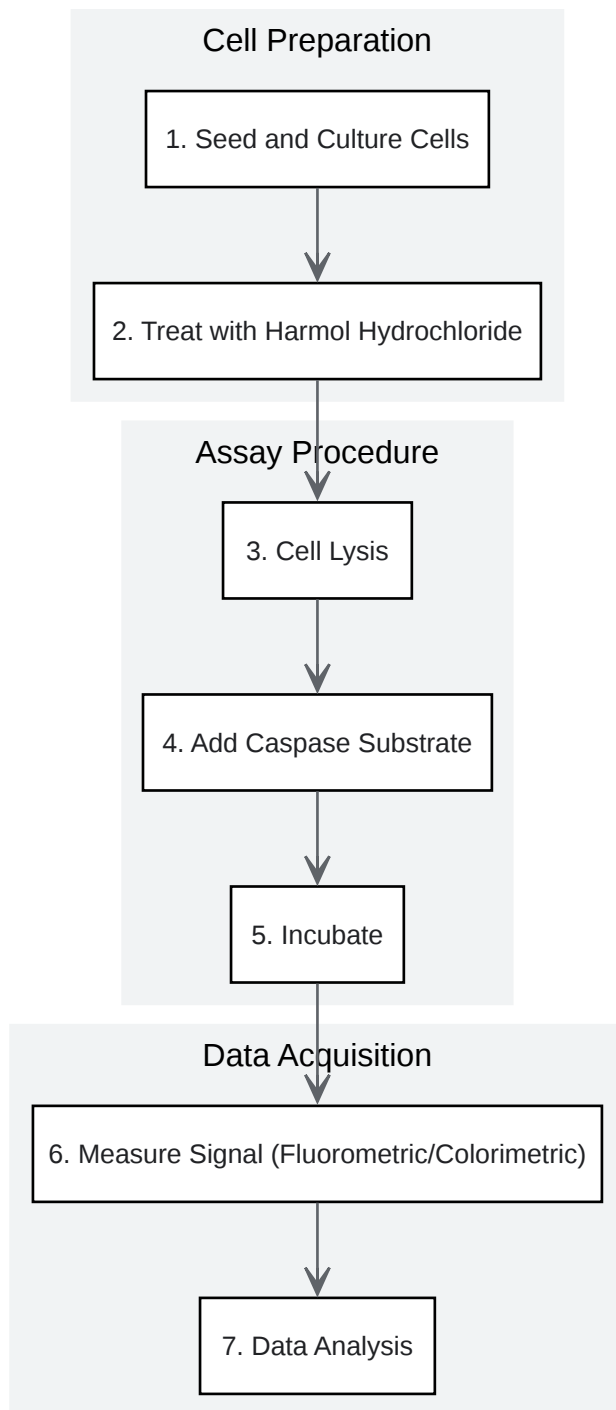 Cell Preparation
1. Seed and Culture Cells
2. Treat with Harmol Hydrochloride
Assay Procedure
3. Cell Lysis
4. Add Caspase Substrate
5. Incubate
Data Acquisition
6. Measure Signal (Fluorometric/Colorimetric)
7. Data Analysis